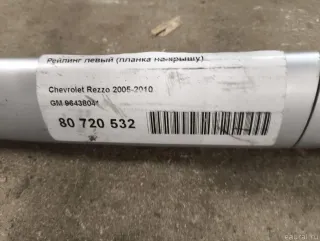 Рейлинг левый (планка на крышу)
Chevrolet Rezzo 2005-2010
GM 96438041
80 720 532